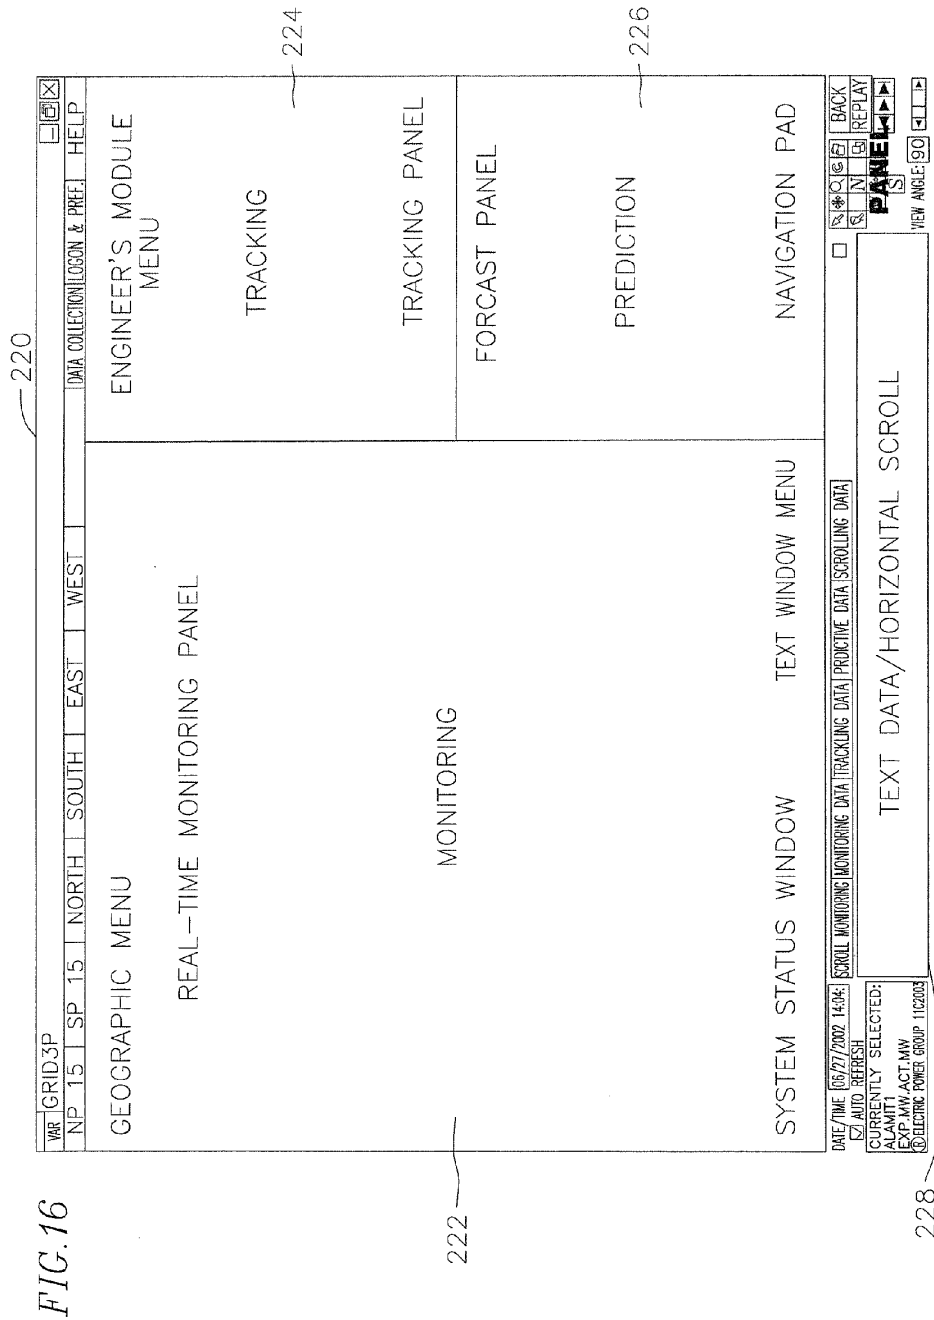 FIG.16
220
VAR GRID3P
NP 15 SP 15 NORTH SOUTH EAST WEST DATA COLLECTION LOGON & PREF. HELP
GEOGRAPHIC MENU
ENGINEER'S MODULE
MENU
REAL-TIME MONITORING PANEL
TRACKING
224
MONITORING
TRACKING PANEL
222
FORCAST PANEL
PREDICTION
226
SYSTEM STATUS WINDOW
TEXT WINDOW MENU
NAVIGATION PAD
DATE/TIME 06/27/2002 14:04:
SCROLL MONITORING MONITORING DATA TRACKLING DATA PRDICTIVE DATA SCROLLING DATA
BACK
AUTO REFRESH
N
REPLAY
CURRENTLY SELECTED:
ALAMIT1
EXP.MW.ACT.MW
® ELECTRIC POWER GROUP 11C2003
TEXT DATA/HORIZONTAL SCROLL
PANEL
S
VIEW ANGLE: 90
228